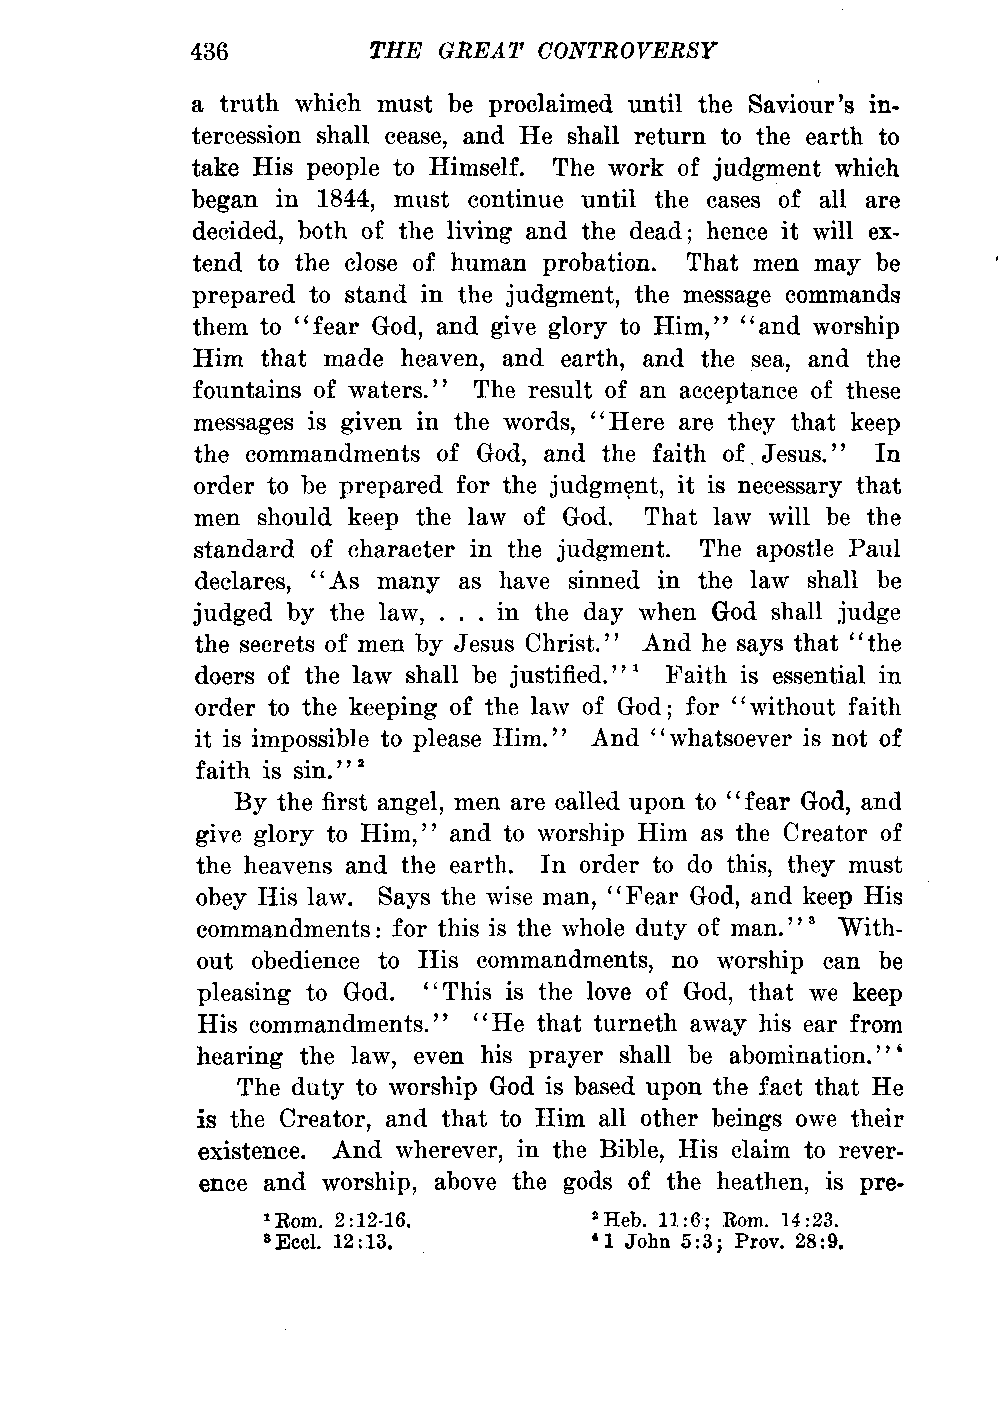 436 THE GREAT CONTROVERSY
a truth which must be proclaimed until the Saviour's in-
tercession shall cease, and He shall return to the earth to
take His people to Himself. The work of judgment which
began in 1844, must continue until the cases of all are
decided, both of the living and the dead; hence it will ex-
tend to the close of human probation. That men may be
prepared to stand in the judgment, the message commands
them to "fear God, and give glory to Him," "and worship
Him that made heaven, and earth, and the sea, and the
fountains of waters." The result of an acceptance of these
messages is given in the words, "Here are they that keep
the commandments of God, and the faith of Jesus." In
order to be prepared for the judgment, it is necessary that
men should keep the law of God. That law will be the
standard of character in the judgment. The apostle Paul
declares, "As many as have sinned in the law shall be
judged by the law, . . . in the day when God shall judge
the secrets of men by Jesus Christ." And he says that "the
doers of the law shall be justified."¹ Faith is essential in
order to the keeping of the law of God; for "without faith
it is impossible to please Him." And "whatsoever is not of
faith is sin."²
By the first angel, men are called upon to "fear God, and
give glory to Him," and to worship Him as the Creator of
the heavens and the earth. In order to do this, they must
obey His law. Says the wise man, "Fear God, and keep His
commandments: for this is the whole duty of man."³ With-
out obedience to His commandments, no worship can be
pleasing to God. "This is the love of God, that we keep
His commandments." "He that turneth away his ear from
hearing the law, even his prayer shall be abomination."⁴
The duty to worship God is based upon the fact that He
is the Creator, and that to Him all other beings owe their
existence. And wherever, in the Bible, His claim to rever-
ence and worship, above the gods of the heathen, is pre-
¹Rom. 2:12-16. ²Heb. 11:6; Rom. 14:23.
³Eccl. 12:13. ⁴1 John 5:3; Prov. 28:9.